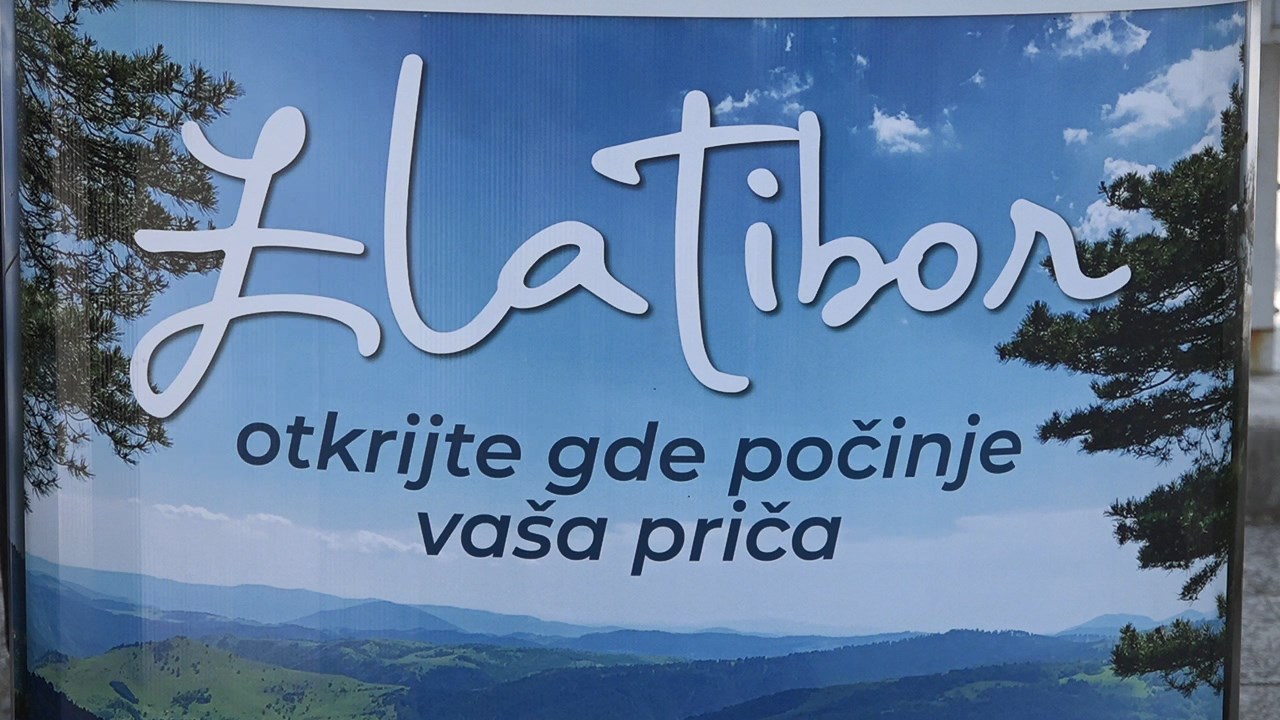 Zlatibor
otkrijte gde počinje
vaša priča